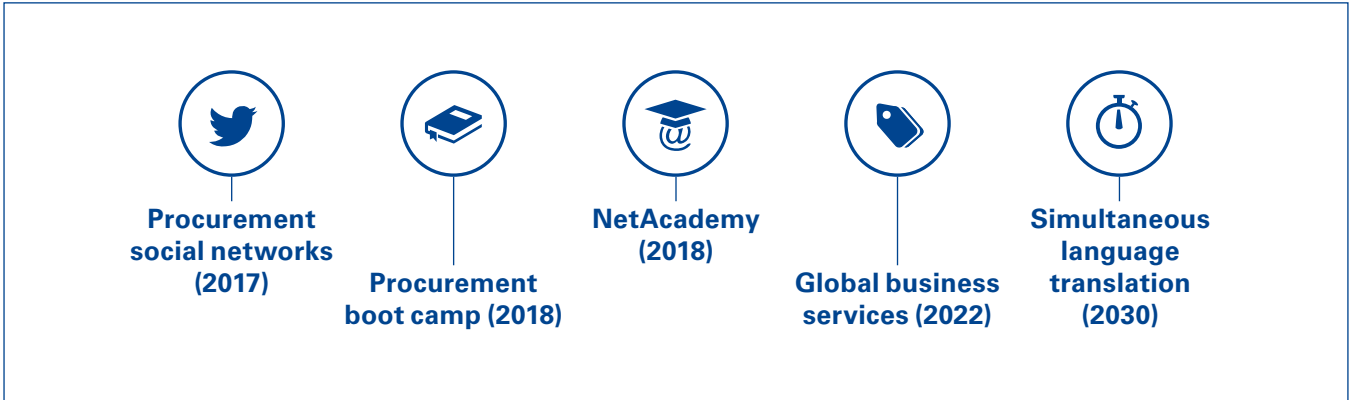 Procurement
social networks
(2017)
Procurement
boot camp (2018)
NetAcademy
(2018)
Global business
services (2022)
Simultaneous
language
translation
(2030)
@